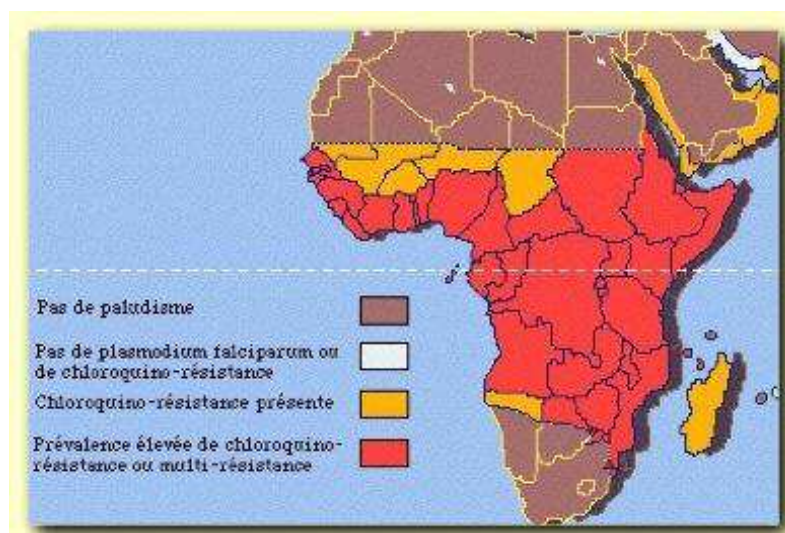 Pas de paludisme
Pas de plasmodium falciparum ou
de chloroquino-résistance
Chloroquino-résistance présente
Prévalence élevée de chloroquino-
résistance ou multi-résistance